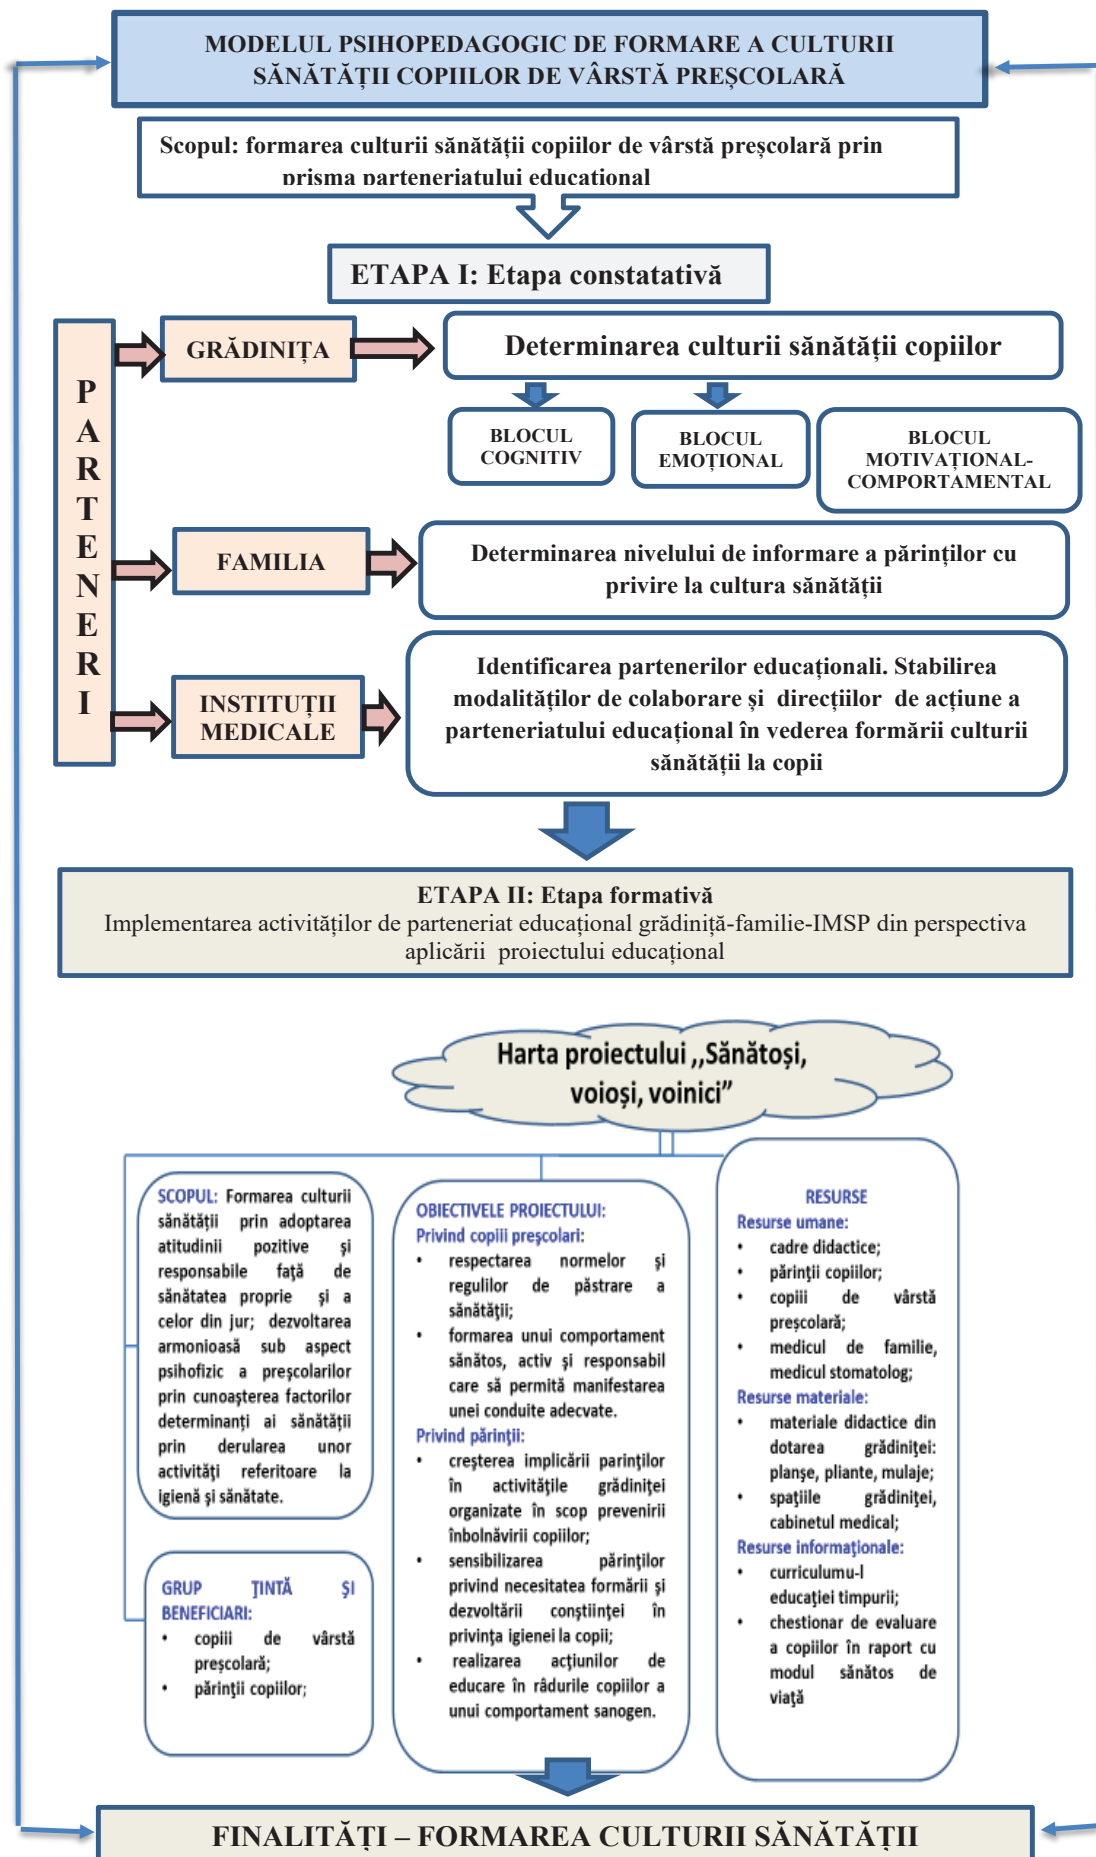 MODELUL PSIHOPEDAGOGIC DE FORMARE A CULTURII
SĂNĂTĂȚII COPIILOR DE VÂRSTĂ PREȘCOLARĂ
Scopul: formarea culturii sănătății copiilor de vârstă preșcolară prin
prisma parteneriatului educațional
ETAPA I: Etapa constatativă
PARTENERI
GRĂDINIȚA
Determinarea culturii sănătății copiilor
BLOCUL
COGNITIV
BLOCUL
EMOȚIONAL
BLOCUL
MOTIVAȚIONAL-
COMPORTAMENTAL
FAMILIA
Determinarea nivelului de informare a părinților cu
privire la cultura sănătății
INSTITUȚII
MEDICALE
Identificarea partenerilor educaționali. Stabilirea
modalităților de colaborare și direcțiilor de acțiune a
parteneriatului educațional în vederea formării culturii
sănătății la copii
ETAPA II: Etapa formativă
Implementarea activităților de parteneriat educațional grădiniță-familie-IMSP din perspectiva
aplicării proiectului educațional
Harta proiectului ,,Sănătoși,
voioși, voinici”
SCOPUL: Formarea culturii
sănătății prin adoptarea
atitudinii pozitive și
responsabile faţă de
sănătatea proprie și a
celor din jur; dezvoltarea
armonioasă sub aspect
psihofizic a preșcolarilor
prin cunoașterea factorilor
determinanți ai sănătății
prin derularea unor
activități referitoare la
igienă și sănătate.
GRUP ŢINTĂ ŞI
BENEFICIARI:
• copiii de vârstă
preșcolară;
• părinţii copiilor;
OBIECTIVELE PROIECTULUI:
Privind copiii preșcolari:
• respectarea normelor și
regulilor de păstrare a
sănătății;
• formarea unui comportament
sănătos, activ și responsabil
care să permită manifestarea
unei conduite adecvate.
Privind părinții:
• creșterea implicării parinților
în activitățile grădiniței
organizate în scop prevenirii
înbolnăvirii copiilor;
• sensibilizarea părinților
privind necesitatea formării și
dezvoltării conștiinței în
privința igienei la copii;
• realizarea acțiunilor de
educare în râdurile copiilor a
unui comportament sanogen.
RESURSE
Resurse umane:
• cadre didactice;
• părinţii copiilor;
• copiii de vârstă
preșcolară;
• medicul de familie,
medicul stomatolog;
Resurse materiale:
• materiale didactice din
dotarea grădiniței:
planșe, pliante, mulaje;
• spaţiile grădiniței,
cabinetul medical;
Resurse informaţionale:
• curriculumu-l
educației timpurii;
• chestionar de evaluare
a copiilor în raport cu
modul sănătos de
viaţă
FINALITĂȚI – FORMAREA CULTURII SĂNĂTĂȚII